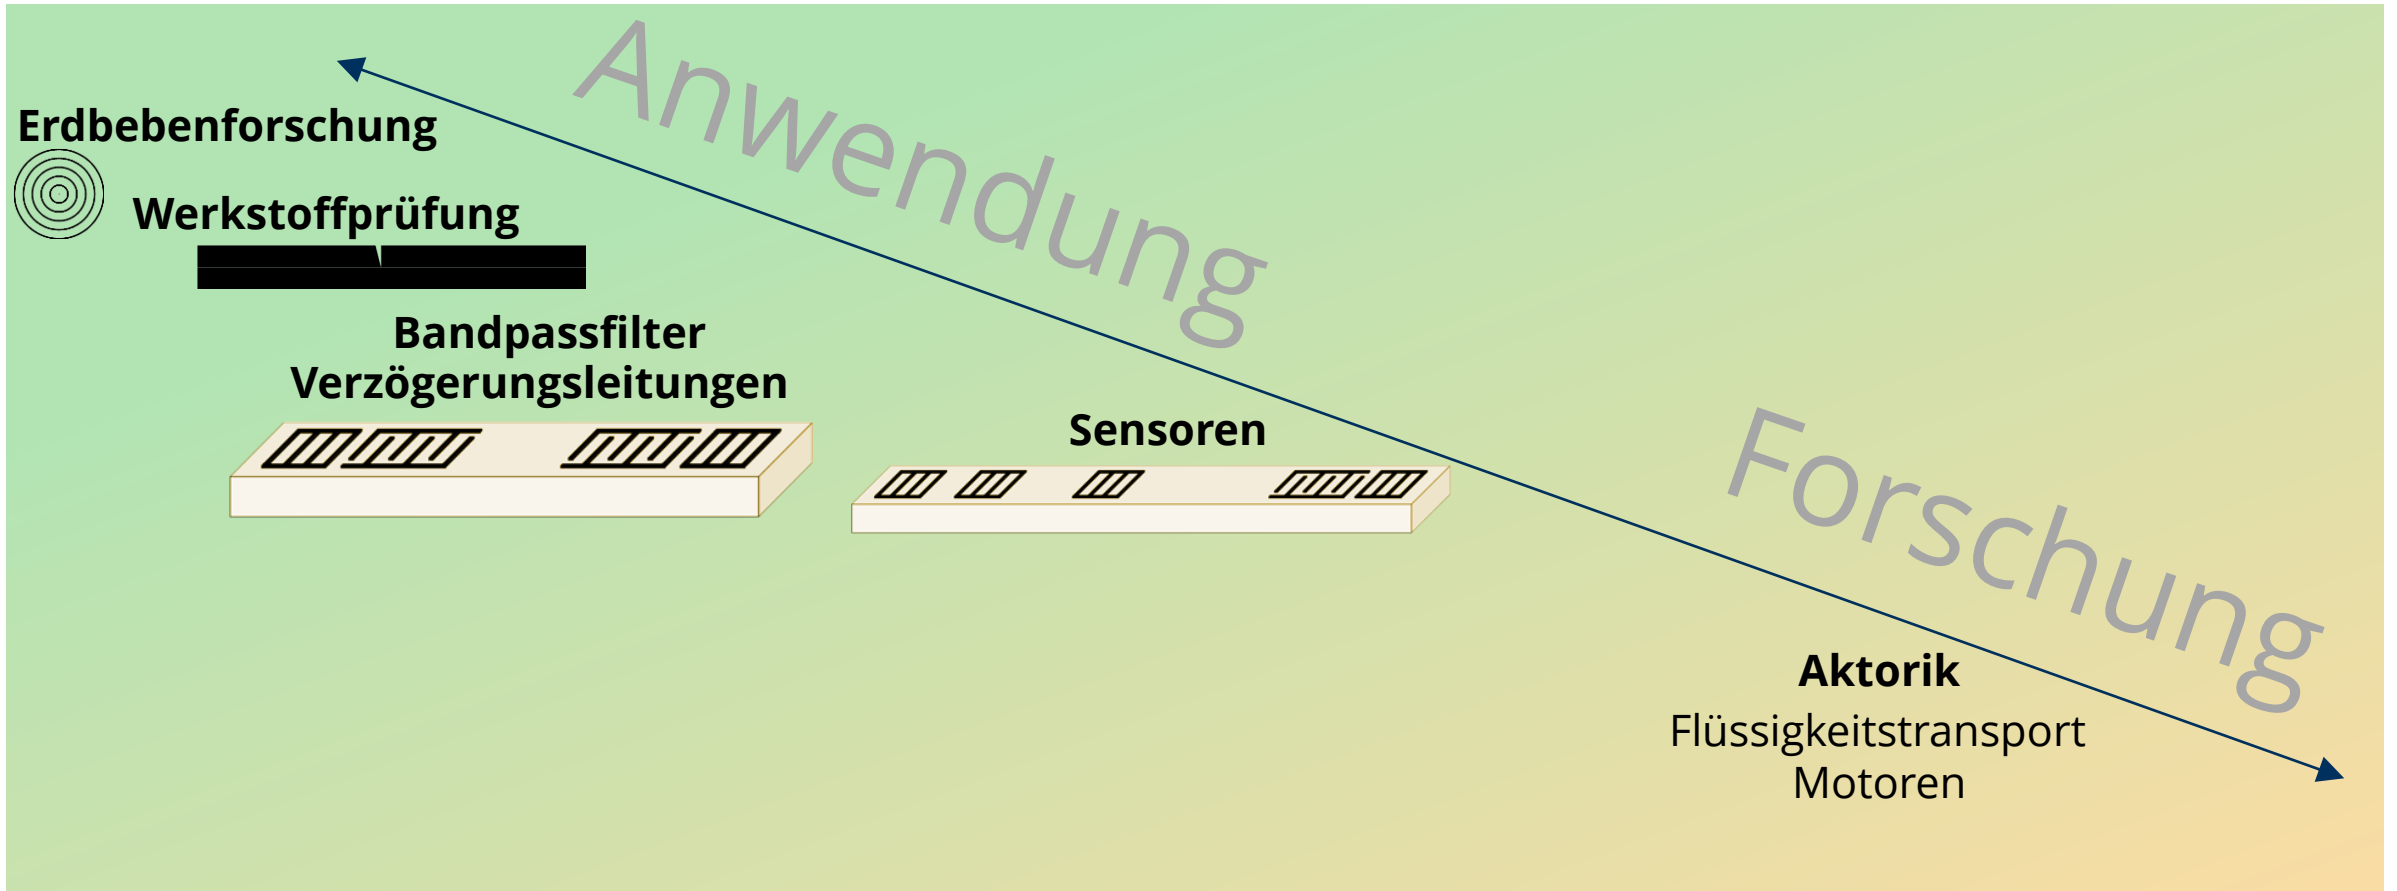 Anwendung
Erdbebenforschung
Werkstoffprüfung
Bandpassfilter
Verzögerungsleitungen
Sensoren
Forschung
Aktorik
Flüssigkeitstransport
Motoren